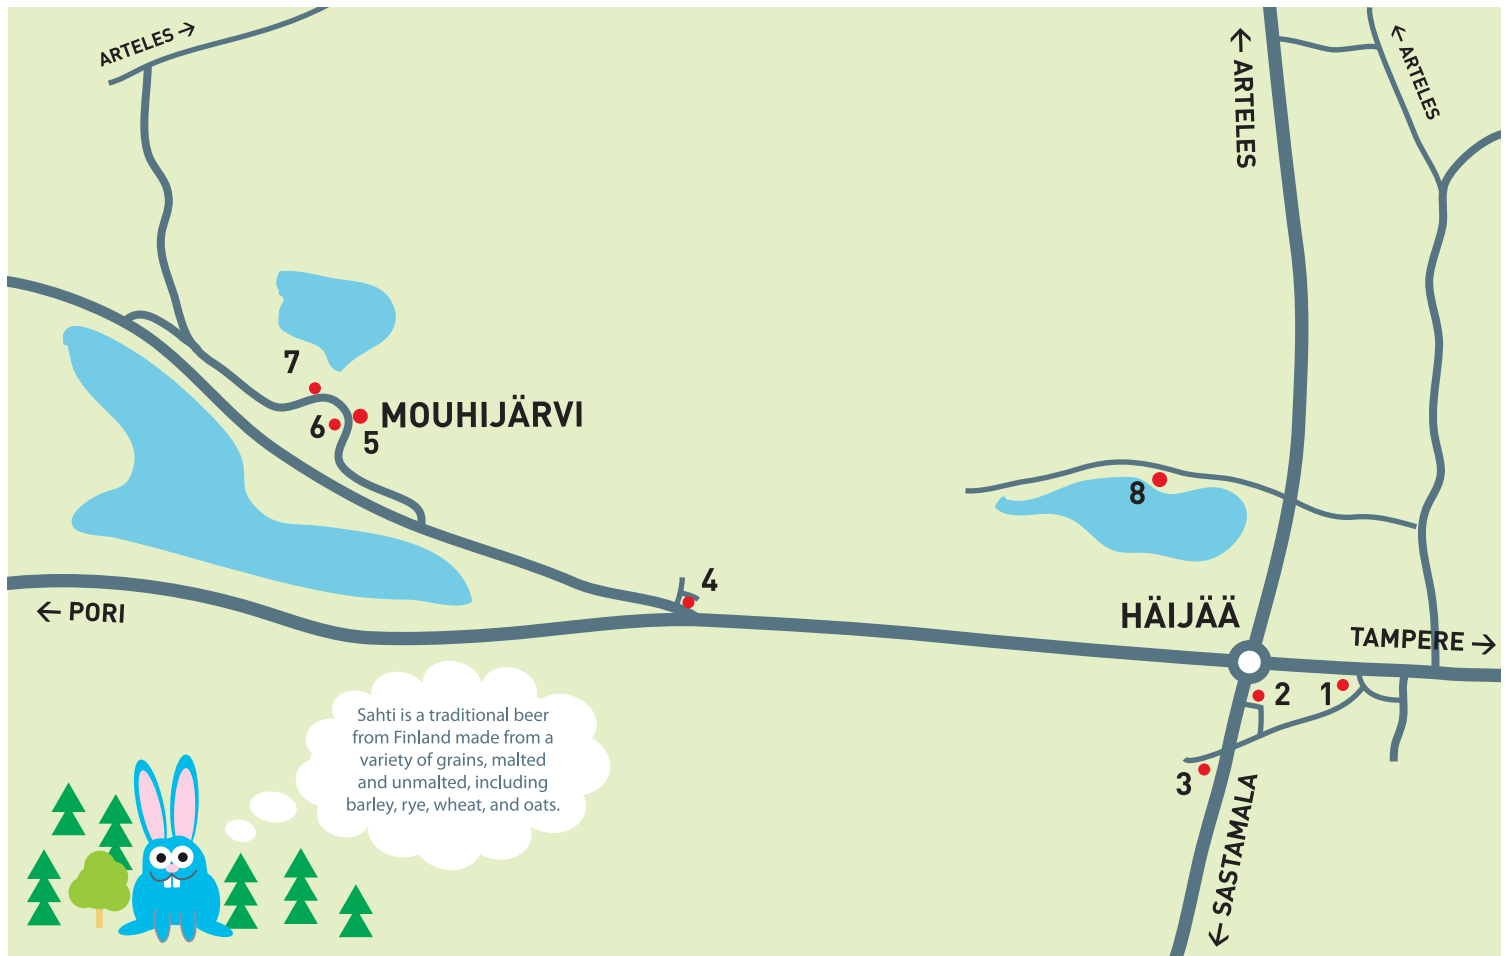 ARTELES →
← ARTELES
← ARTELES
7
MOUHIJÄRVI
6
5
8
4
← PORI
HÄIJÄÄ
TAMPERE →
2
1
3
← SASTAMALA
Sahti is a traditional beer
from Finland made from a
variety of grains, malted
and unmalted, including
barley, rye, wheat, and oats.